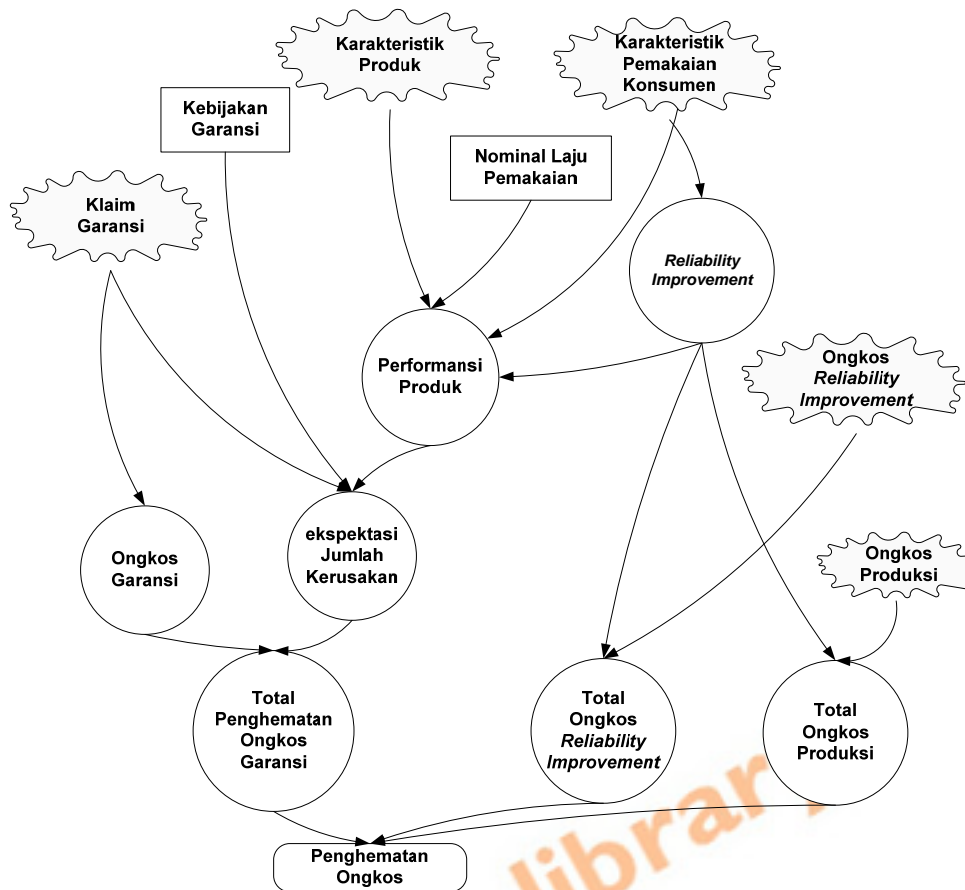 Karakteristik
Produk
Karakteristik
Pemakaian
Konsumen
Kebijakan
Garansi
Nominal Laju
Pemakaian
Klaim
Garansi
Reliability
Improvement
Performansi
Produk
Ongkos
Reliability
Improvement
Ongkos
Garansi
ekspektasi
Jumlah
Kerusakan
Ongkos
Produksi
Total
Penghematan
Ongkos
Garansi
Total
Ongkos
Reliability
Improvement
Total
Ongkos
Produksi
Penghematan
Ongkos